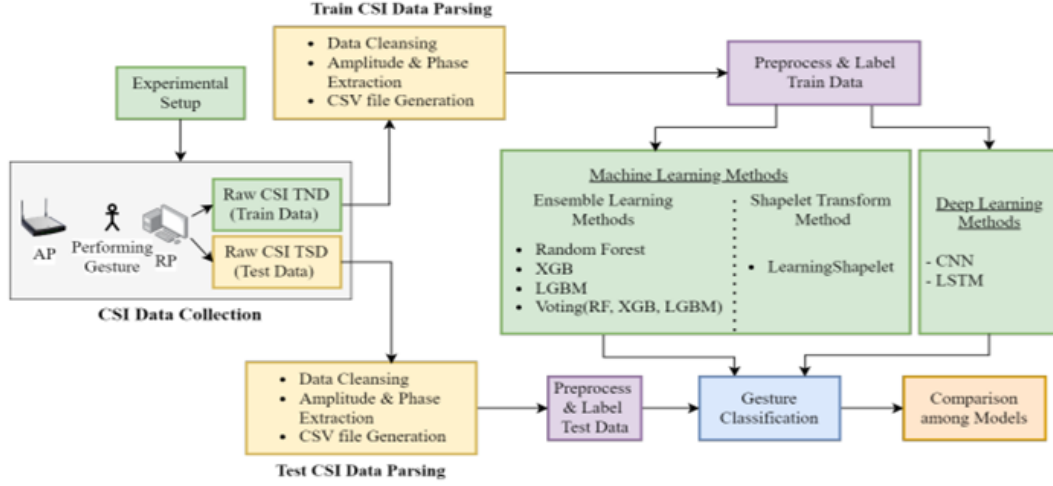 Train CSI Data Parsing
• Data Cleansing
• Amplitude & Phase
Extraction
• CSV file Generation
Preprocess & Label
Train Data
Experimental
Setup
Raw CSI TND
(Train Data)
Raw CSI TSD
(Test Data)
AP
Performing
Gesture
RP
CSI Data Collection
Machine Learning Methods
Ensemble Learning
Methods
• Random Forest
• XGB
• LGBM
• Voting(RF, XGB, LGBM)
Shapelet Transform
Method
• LearningShapelet
Deep Learning
Methods
- CNN
- LSTM
• Data Cleansing
• Amplitude & Phase
Extraction
• CSV file Generation
Test CSI Data Parsing
Preprocess
& Label
Test Data
Gesture
Classification
Comparison
among Models